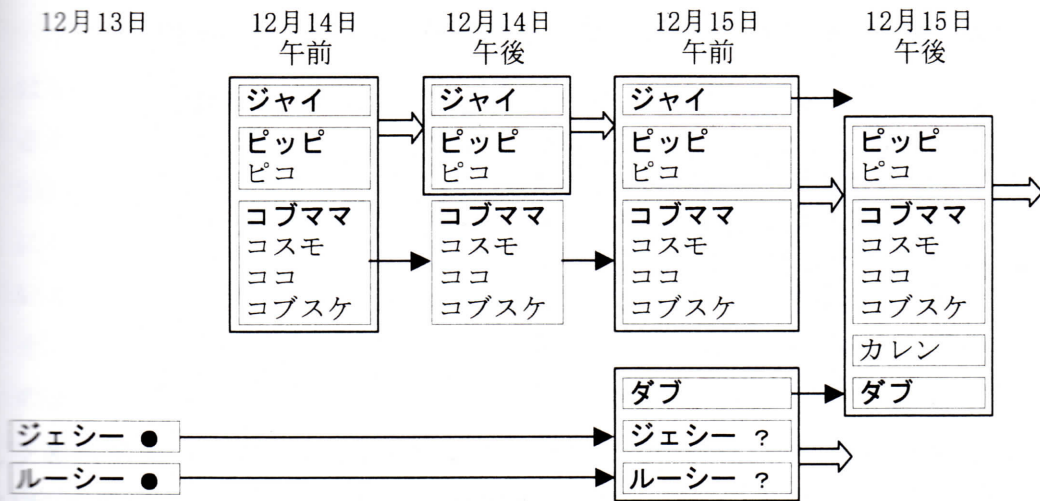 12月13日
12月14日
午前
12月14日
午後
12月15日
午前
12月15日
午後
ジャイ
ピッピ
ピコ
コブママ
コスモ
ココ
コブスケ
ジャイ
ピッピ
ピコ
コブママ
コスモ
ココ
コブスケ
ジャイ
ピッピ
ピコ
コブママ
コスモ
ココ
コブスケ
ピッピ
ピコ
コブママ
コスモ
ココ
コブスケ
カレン
ダブ
ダブ
ジェシー ?
ルーシー ?
ジェシー ●
ルーシー ●